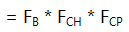 = F_B * F_CH * F_CP